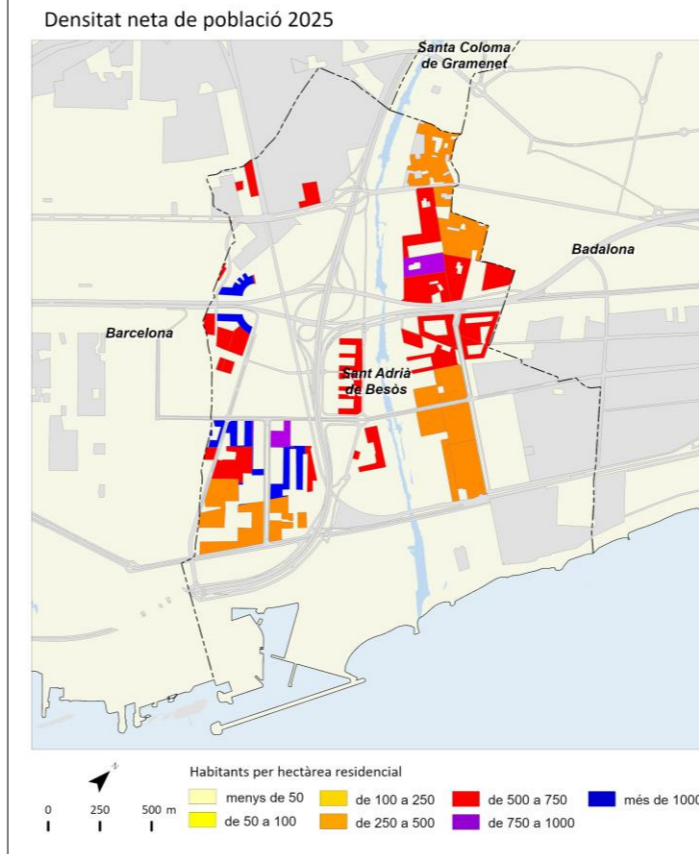 Densitat neta de població 2025
Santa Coloma
de Gramenet
Badalona
Barcelona
Sant Adrià
de Besòs
N
Habitants per hectàrea residencial
menys de 50
de 100 a 250
de 500 a 750
més de 1000
0 250 500 m
de 50 a 100
de 250 a 500
de 750 a 1000